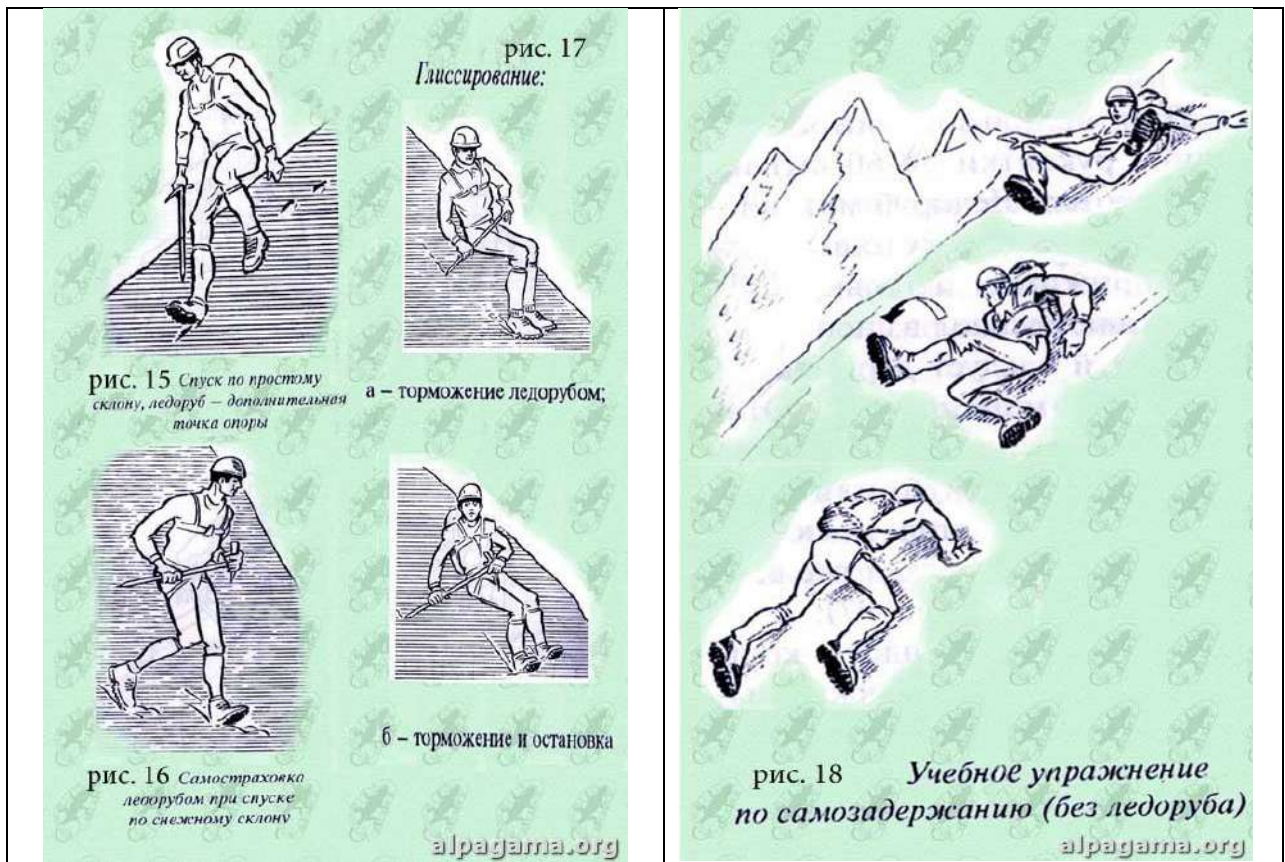 рис. 17
Глиссирование:
рис. 15 Спуск по простому
склону, ледоруб – дополнительная
точка опоры
а – торможение ледорубом;
б – торможение и остановка
рис. 16 Самостраховка
ледорубом при спуске
по снежному склону
alpagama.org
рис. 18 Учебное упражнение
по самозадержанию (без ледоруба)
alpagama.org